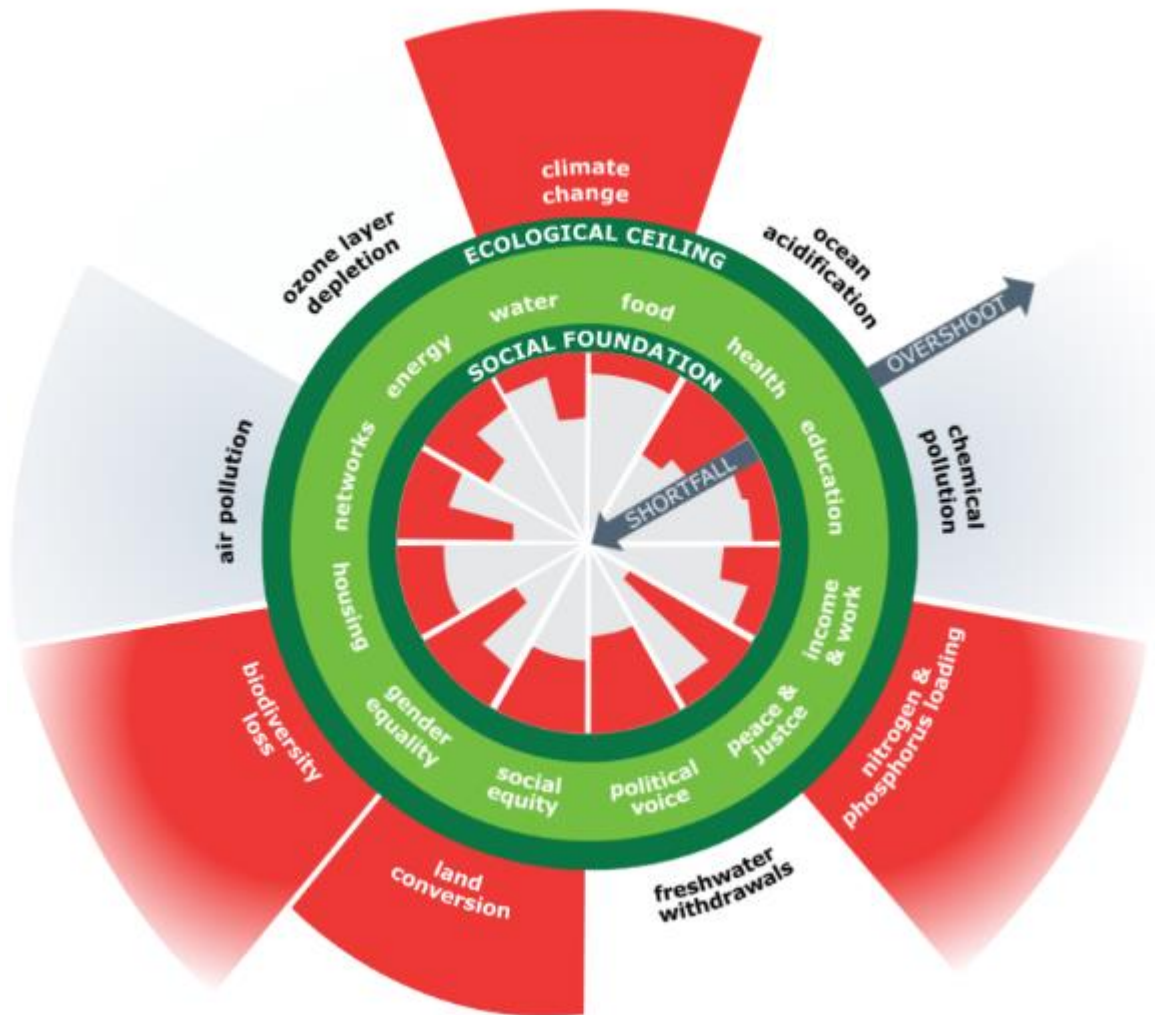 climate
change
ECOLOGICAL CEILING
ozone layer
depletion
ocean
acidification
OVERSHOOT
water
food
energy
health
SOCIAL FOUNDATION
networks
education
SHORTFALL
air pollution
chemical
pollution
housing
income
& work
gender
equality
peace &
justce
social
equity
political
voice
biodiversity
loss
nitrogen &
phosphorus loading
land
conversion
freshwater
withdrawals